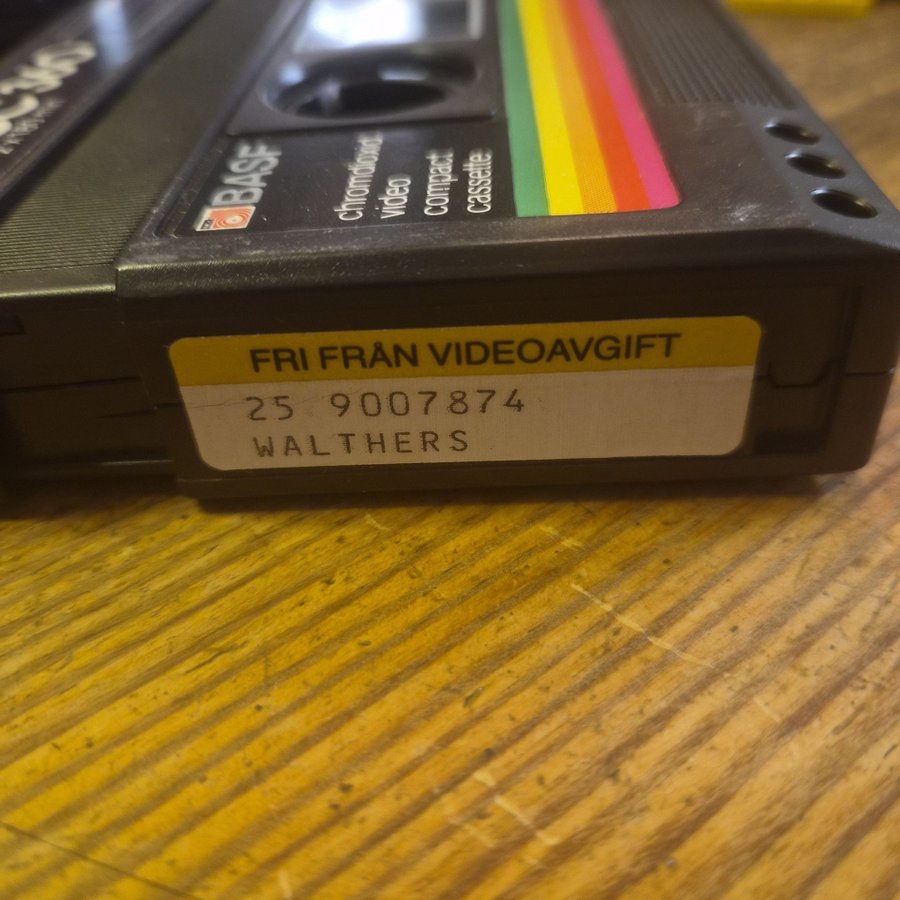 BASF
chromdioxid
video
compact
cassette
FRI FRÅN VIDEOAVGIFT
25 9007874
WALTHERS